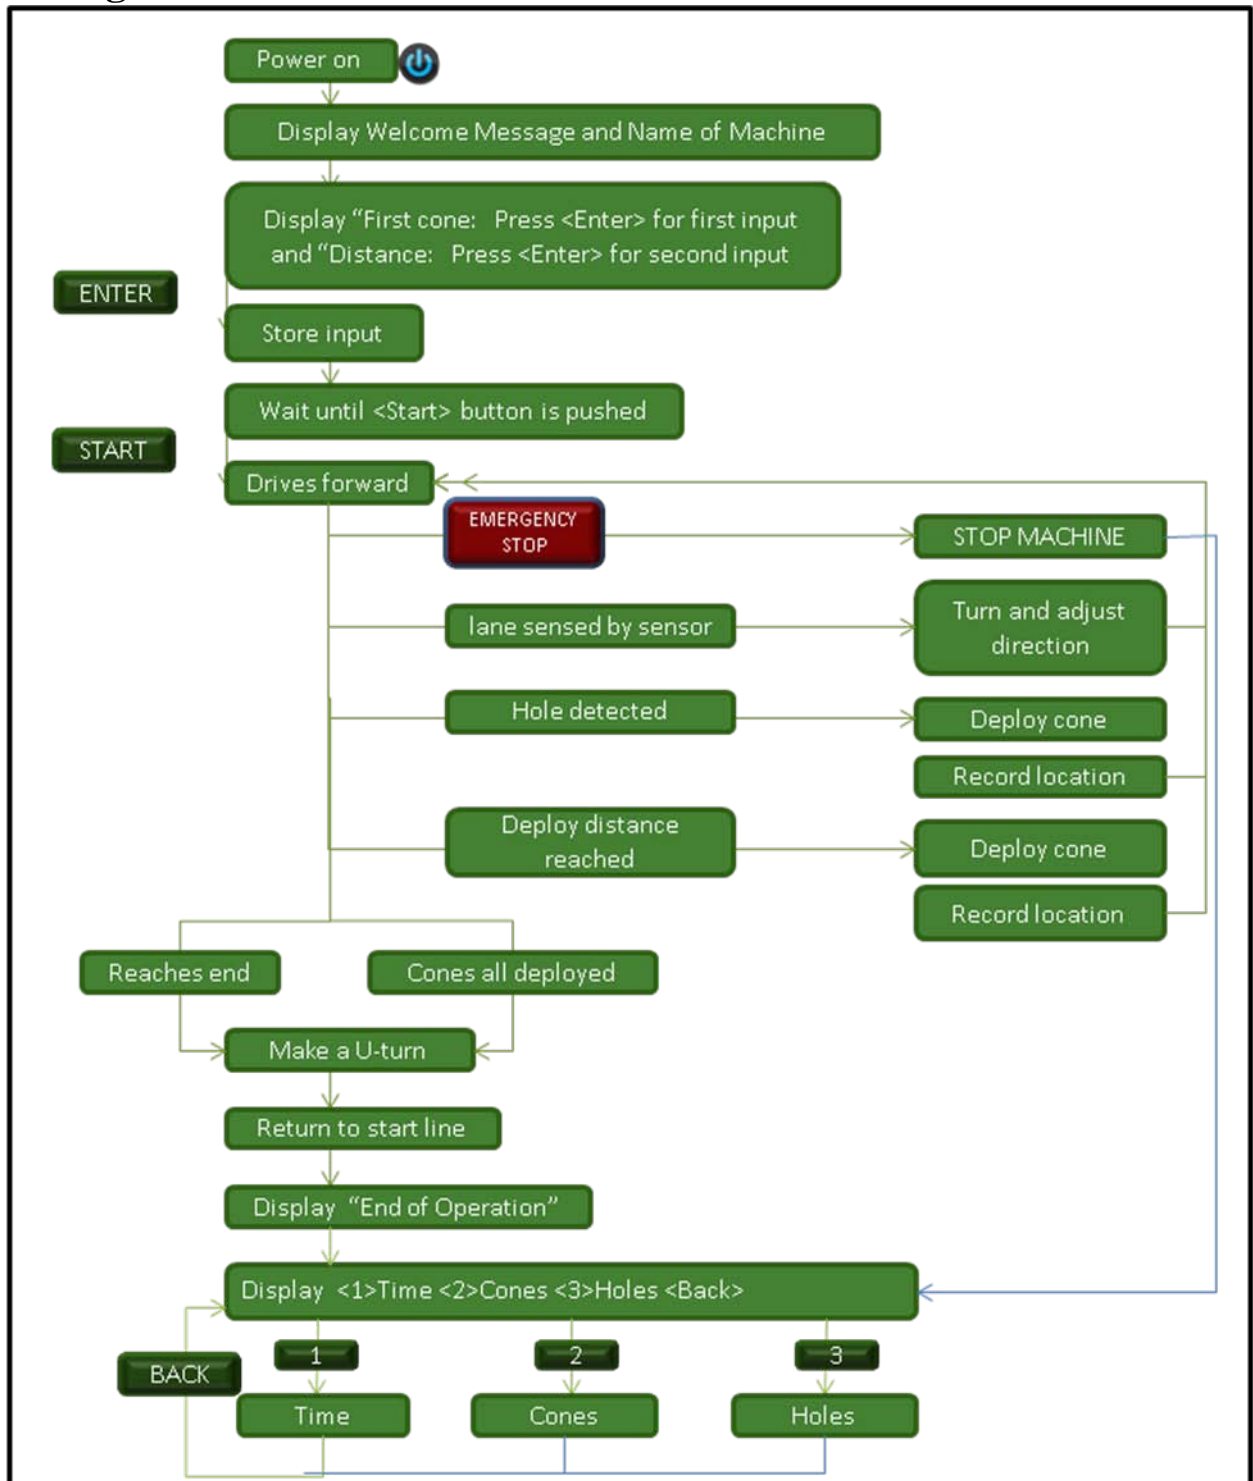 Power on
Display Welcome Message and Name of Machine
Display “First cone: Press <Enter> for first input
and “Distance: Press <Enter> for second input
ENTER
Store input
Wait until <Start> button is pushed
START
Drives forward
EMERGENCY
STOP
STOP MACHINE
lane sensed by sensor
Turn and adjust
direction
Hole detected
Deploy cone
Record location
Deploy distance
reached
Deploy cone
Record location
Reaches end
Cones all deployed
Make a U-turn
Return to start line
Display “End of Operation”
Display <1>Time <2>Cones <3>Holes <Back>
1
2
3
BACK
Time
Cones
Holes